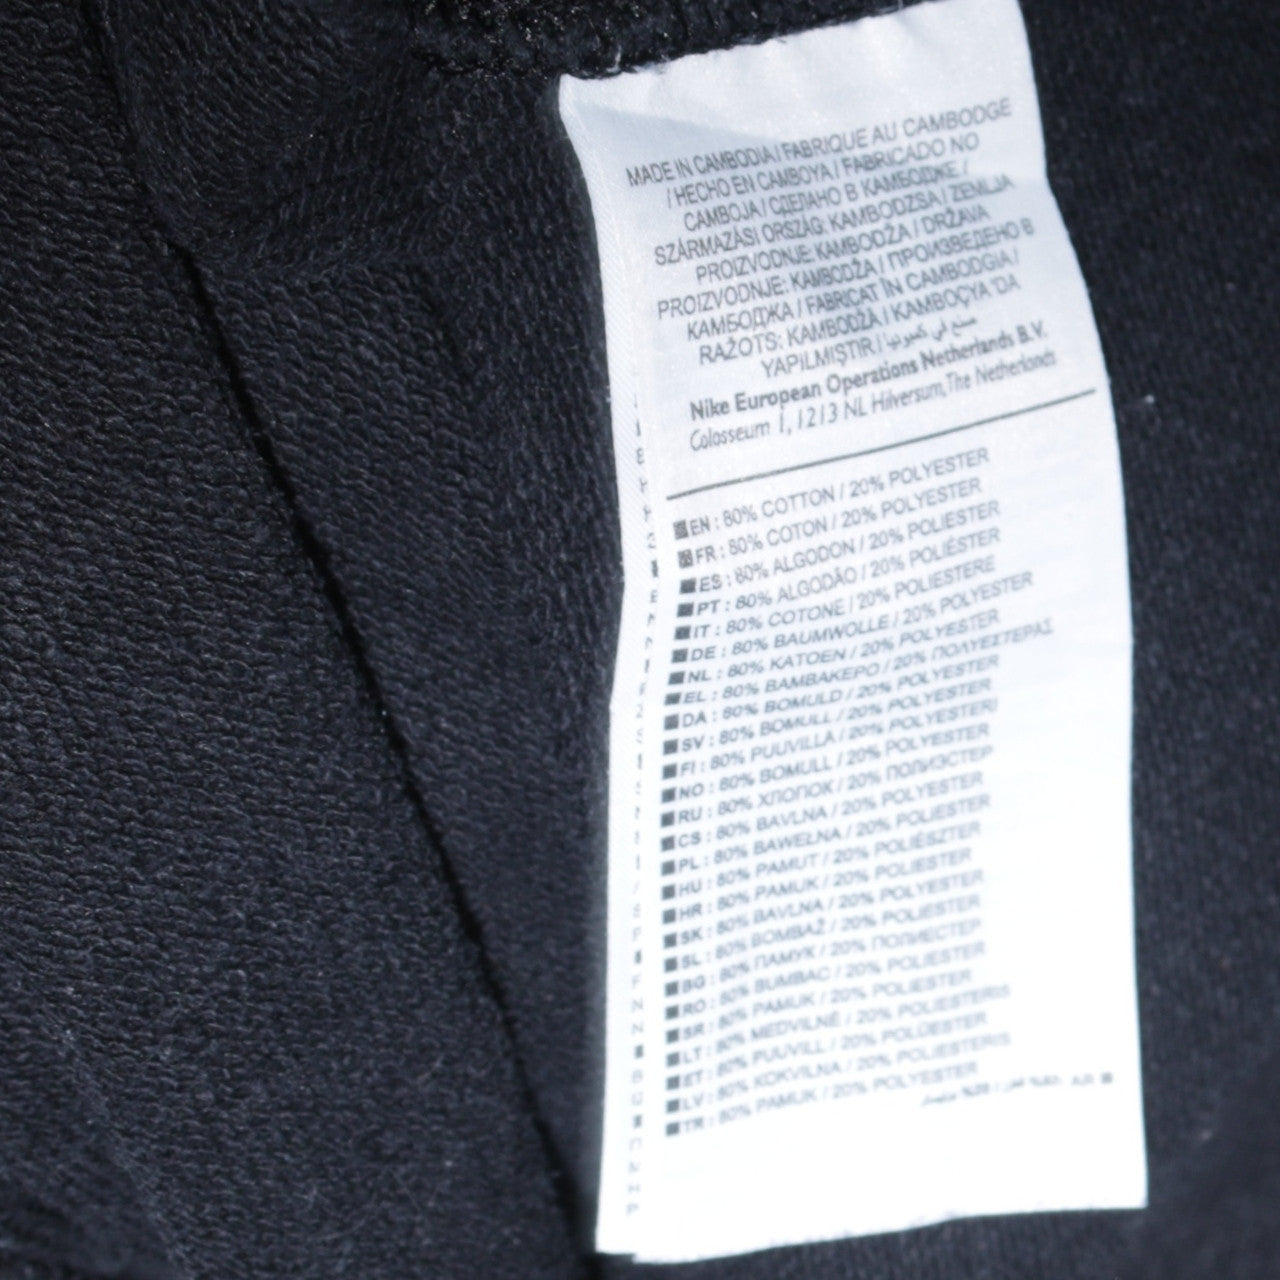 MADE IN CAMBODIA / FABRIQUE AU CAMBODGE
/ HECHO EN CAMBOYA / FABRICADO NO
CAMBOJA / СДЕЛАНО В КАМБОДЖЕ /
SZÁRMAZÁSI ORSZÁG: KAMBODZSA / ZEMLJA
PROIZVODNJE: KAMBODŽA / DRŽAVA
PROIZVODNJE: KAMBODŽA / ПРОИЗВЕДЕНО В
КАМБОДЖА / FABRICAT ÎN CAMBODGIA /
RAŽOTS: KAMBODŽĀ / KAMBOÇYA'DA
YAPILMIŞTIR / صنع في كمبوديا
Nike European Operations Netherlands B.V.
Colosseum 1, 1213 NL Hilversum, The Netherlands
EN : 80% COTTON / 20% POLYESTER
FR : 80% COTON / 20% POLYESTER
ES : 80% ALGODON / 20% POLIESTER
PT : 80% ALGODÃO / 20% POLIÉSTER
IT : 80% COTONE / 20% POLIESTERE
DE : 80% BAUMWOLLE / 20% POLYESTER
NL : 80% KATOEN / 20% POLYESTER
EL : 80% ΒΑΜΒΑΚΕΡΟ / 20% ΠΟΛΥΕΣΤΕΡΑΣ
DA : 80% BOMULD / 20% POLYESTER
SV : 80% BOMULL / 20% POLYESTER
FI : 80% PUUVILLA / 20% POLYESTERI
NO : 80% BOMULL / 20% POLYESTER
RU : 80% ХЛОПОК / 20% ПОЛИЭСТЕР
CS : 80% BAVLNA / 20% POLYESTER
PL : 80% BAWEŁNA / 20% POLYESTER
HU : 80% PAMUT / 20% POLIÉSZTER
HR : 80% PAMUK / 20% POLIESTER
SK : 80% BAVLNA / 20% POLYESTER
SL : 80% BOMBAŽ / 20% POLIESTER
BG : 80% ПАМУК / 20% ПОЛИЕСТЕР
RO : 80% BUMBAC / 20% POLIESTER
SR : 80% PAMUK / 20% POLIESTER
LT : 80% MEDVILNĖ / 20% POLIESTERIS
ET : 80% PUUVILL / 20% POLÜESTER
LV : 80% KOKVILNA / 20% POLIESTERIS
TR : 80% PAMUK / 20% POLYESTER